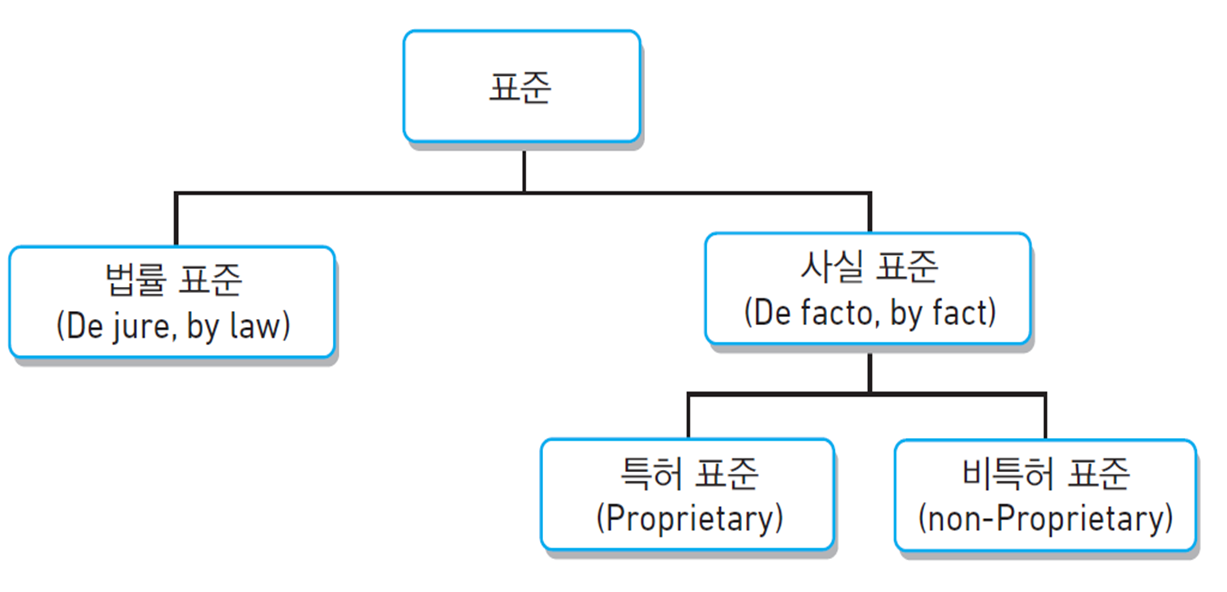 표준
법률 표준
(De jure, by law)
사실 표준
(De facto, by fact)
특허 표준
(Proprietary)
비특허 표준
(non-Proprietary)